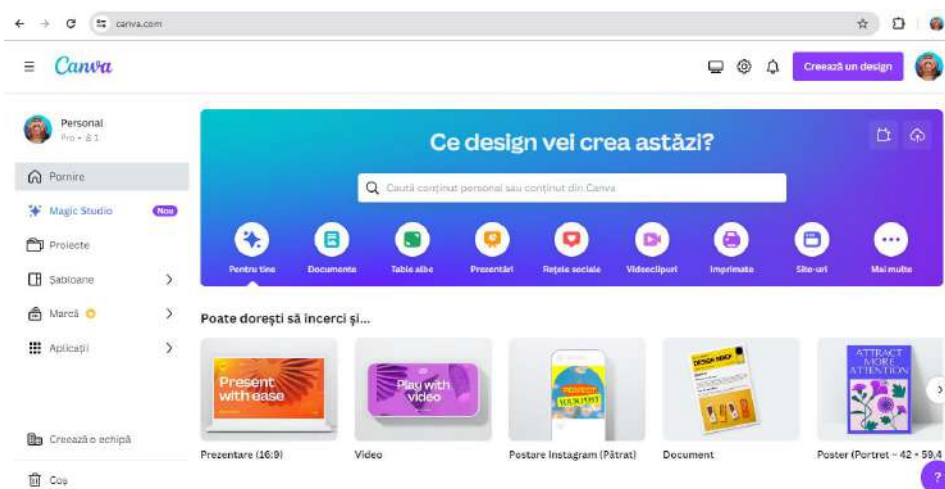 canva.com
Canva
Creează un design
Personal
Pro • 1
Pornire
Magic Studio
Nou
Proiecte
Șabloane
Marcă
Aplicații
Creează o echipă
Coș
Ce design vei crea astăzi?
Caută conținut personal sau conținut din Canva
Pentru tine
Documente
Table albe
Prezentări
Rețele sociale
Videoclipuri
Imprimate
Site-uri
Mai multe
Poate dorești să încerci și...
Present
with ease
Play with
video
PERFECT
YOUR POST
DESIGN
ATTRACT
MORE
ATTENTION
Prezentare (16:9)
Video
Postare Instagram (Pătrat)
Document
Poster (Portret – 42 × 59,4
?